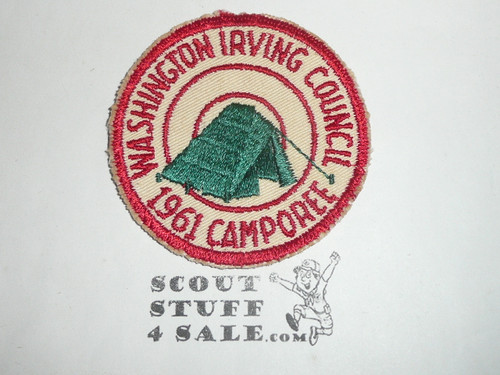 WASHINGTON IRVING COUNCIL
1961 CAMPOREE
SCOUT
STUFF
4 SALE.com